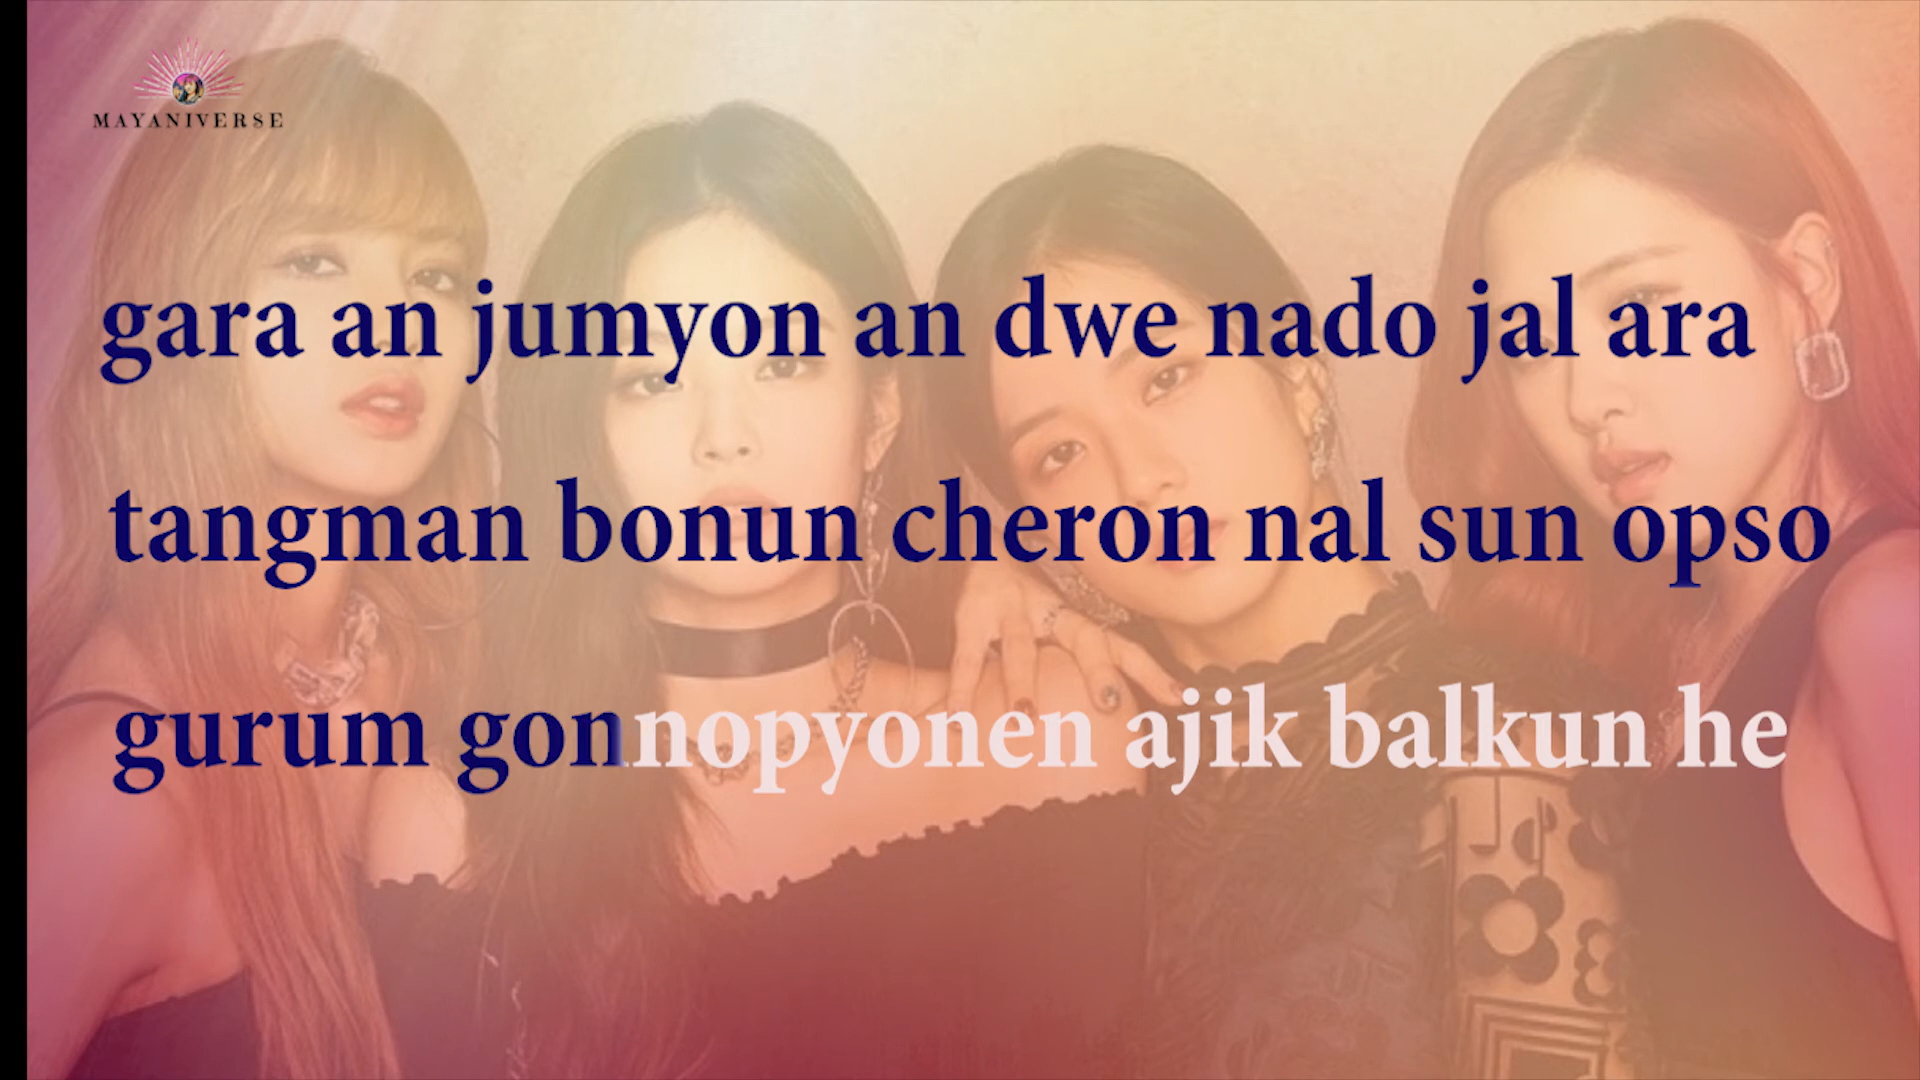 MAYANIVERSE
gara an jumyon an dwe nado jal ara
tangman bonun cheron nal sun opso
gurum gonnopyonen ajik balkun he